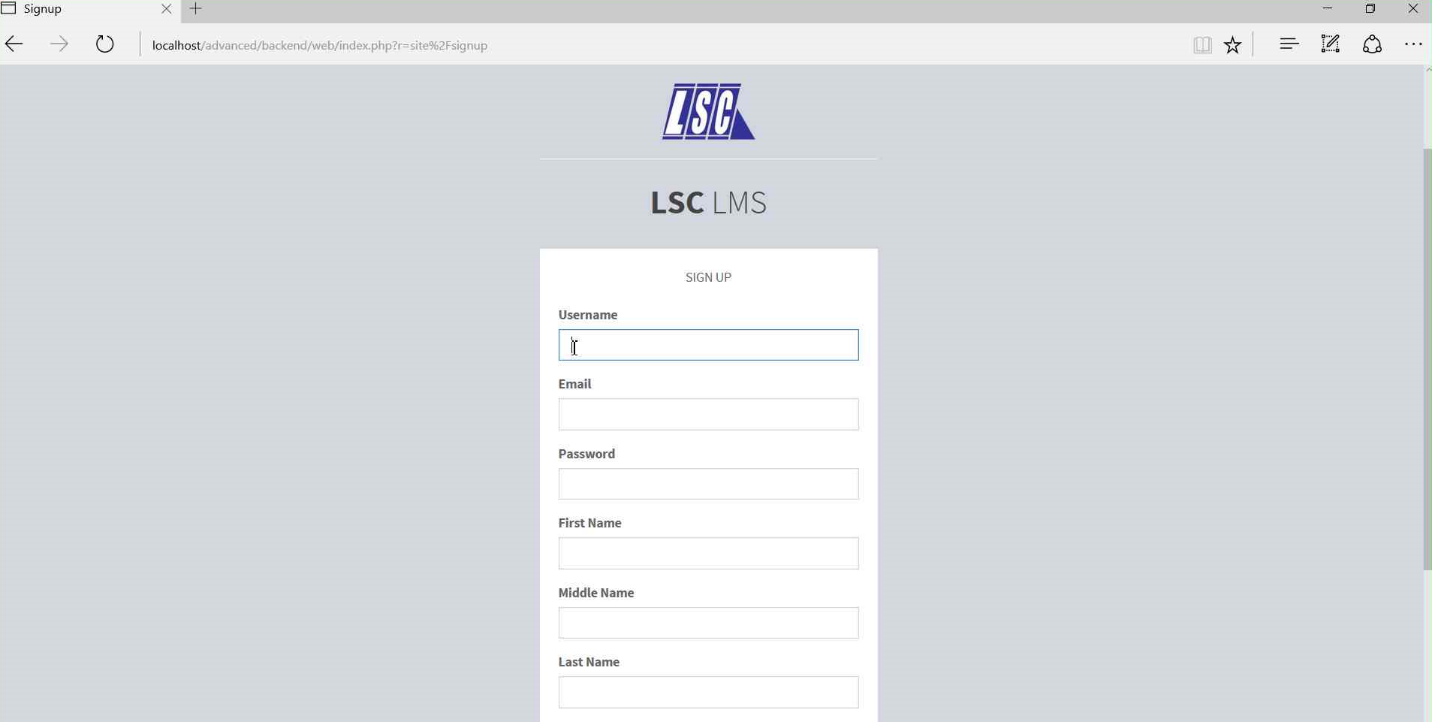 Signup
localhost/advanced/backend/web/index.php?r=site%2Fsignup
LSC
LSC LMS
SIGN UP
Username
Email
Password
First Name
Middle Name
Last Name